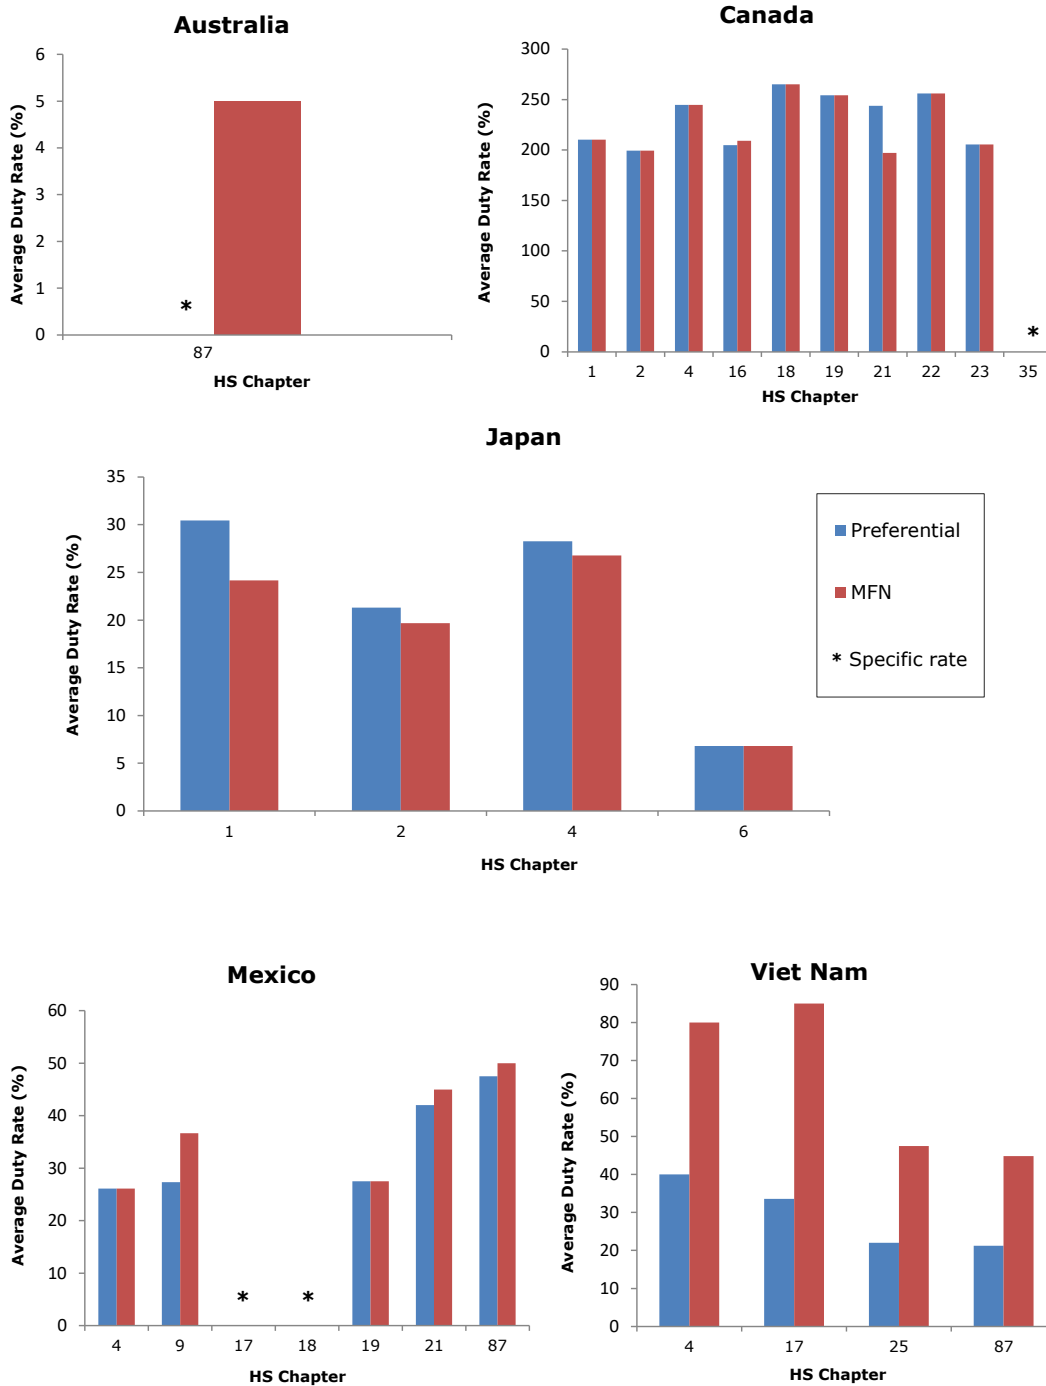 Australia
Average Duty Rate (%)
6
5
4
3
2
1
0
*
87
HS Chapter
Canada
Average Duty Rate (%)
300
250
200
150
100
50
0
*
1 2 4 16 18 19 21 22 23 35
HS Chapter
Japan
Average Duty Rate (%)
35
30
25
20
15
10
5
0
1 2 4 6
HS Chapter
Preferential
MFN
* Specific rate
Mexico
Average Duty Rate (%)
60
50
40
30
20
10
0
* *
4 9 17 18 19 21 87
HS Chapter
Viet Nam
Average Duty Rate (%)
90
80
70
60
50
40
30
20
10
0
4 17 25 87
HS Chapter